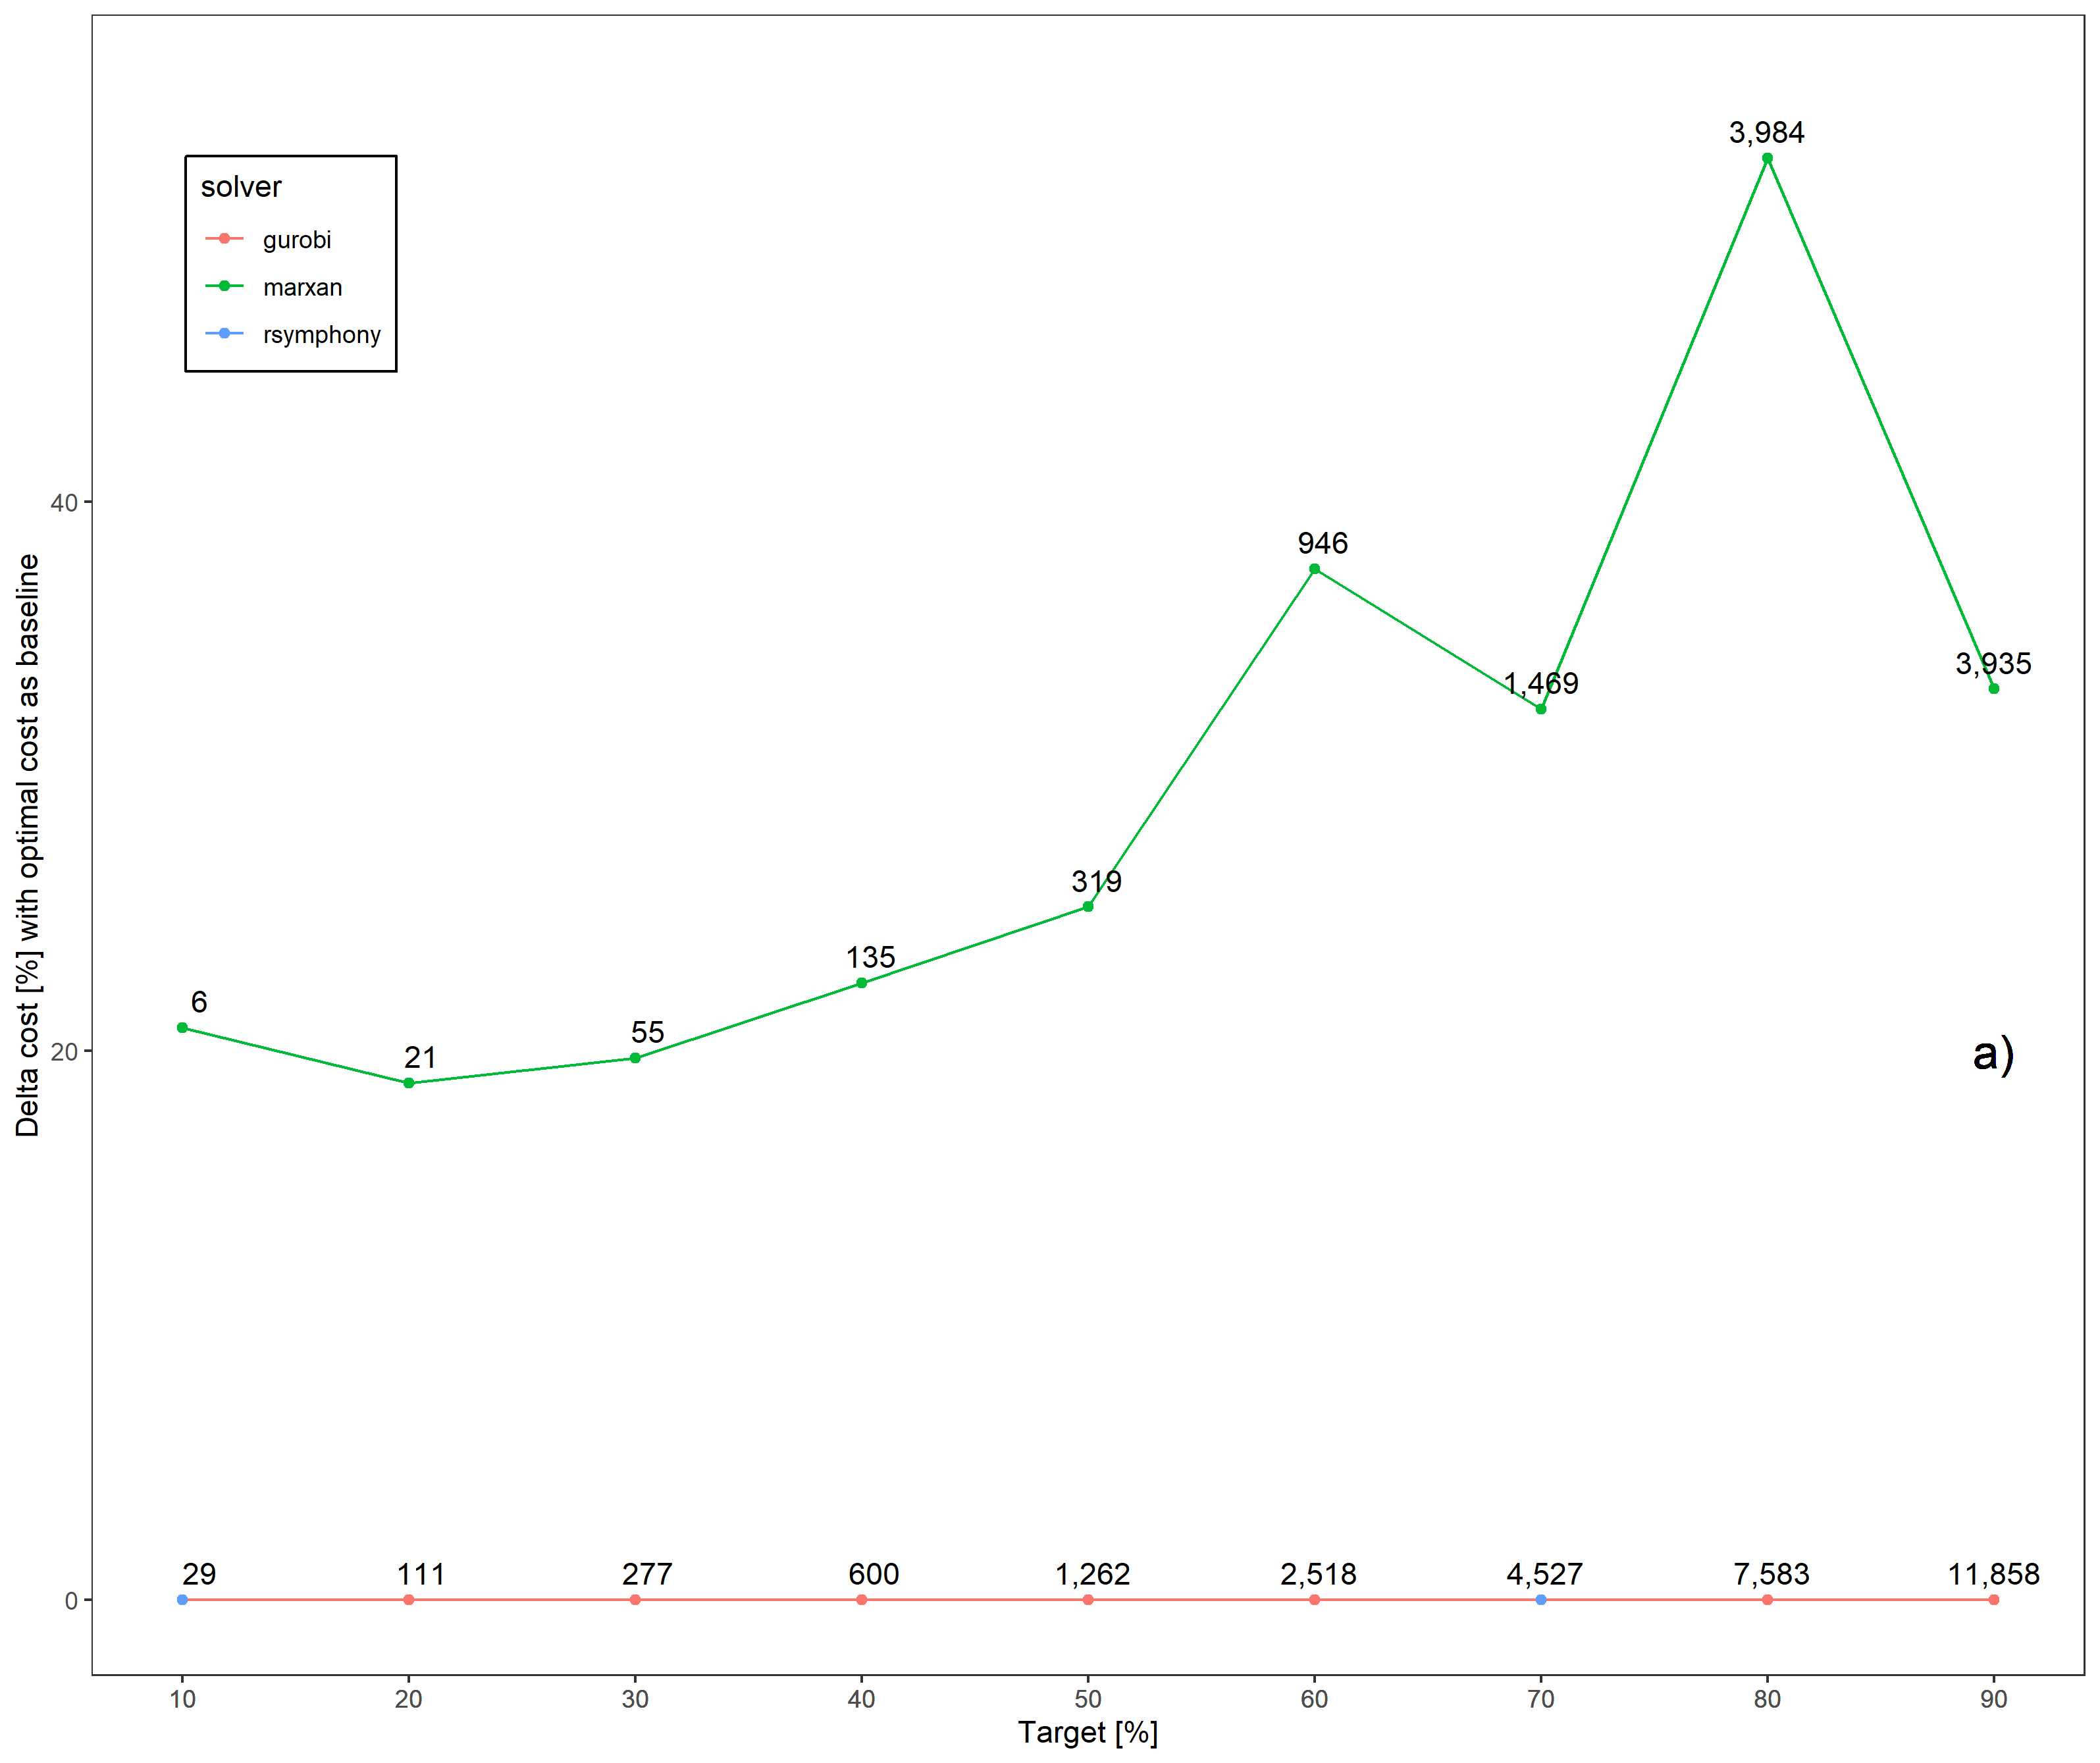 3,984
solver
gurobi
marxan
rsymphony
40
946
3,935
1,469
319
135
6
55
21
20
a)
Delta cost [%] with optimal cost as baseline
29 111 277 600 1,262 2,518 4,527 7,583 11,858
0
10 20 30 40 50 60 70 80 90
Target [%]